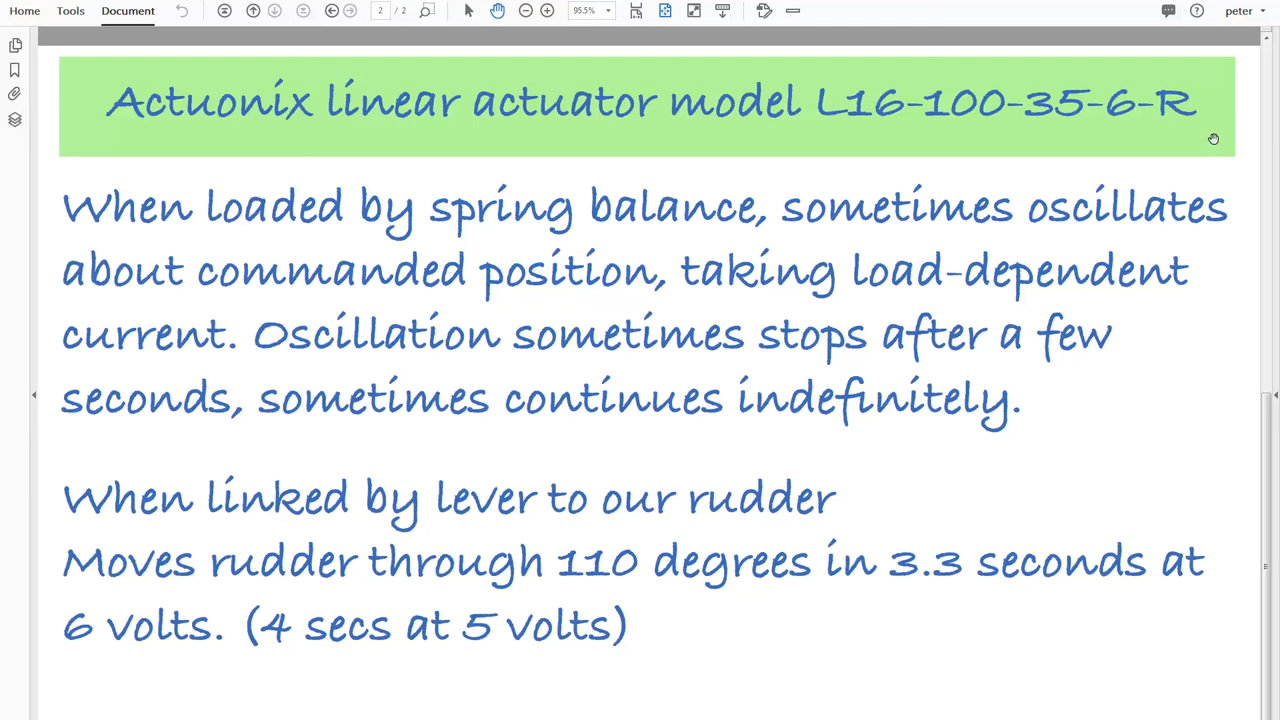 Home Tools Document 2 / 2 95.5% peter
Actuonix linear actuator model L16-100-35-6-R
When loaded by spring balance, sometimes oscillates
about commanded position, taking load-dependent
current. Oscillation sometimes stops after a few
seconds, sometimes continues indefinitely.
When linked by lever to our rudder
Moves rudder through 110 degrees in 3.3 seconds at
6 volts. (4 secs at 5 volts)